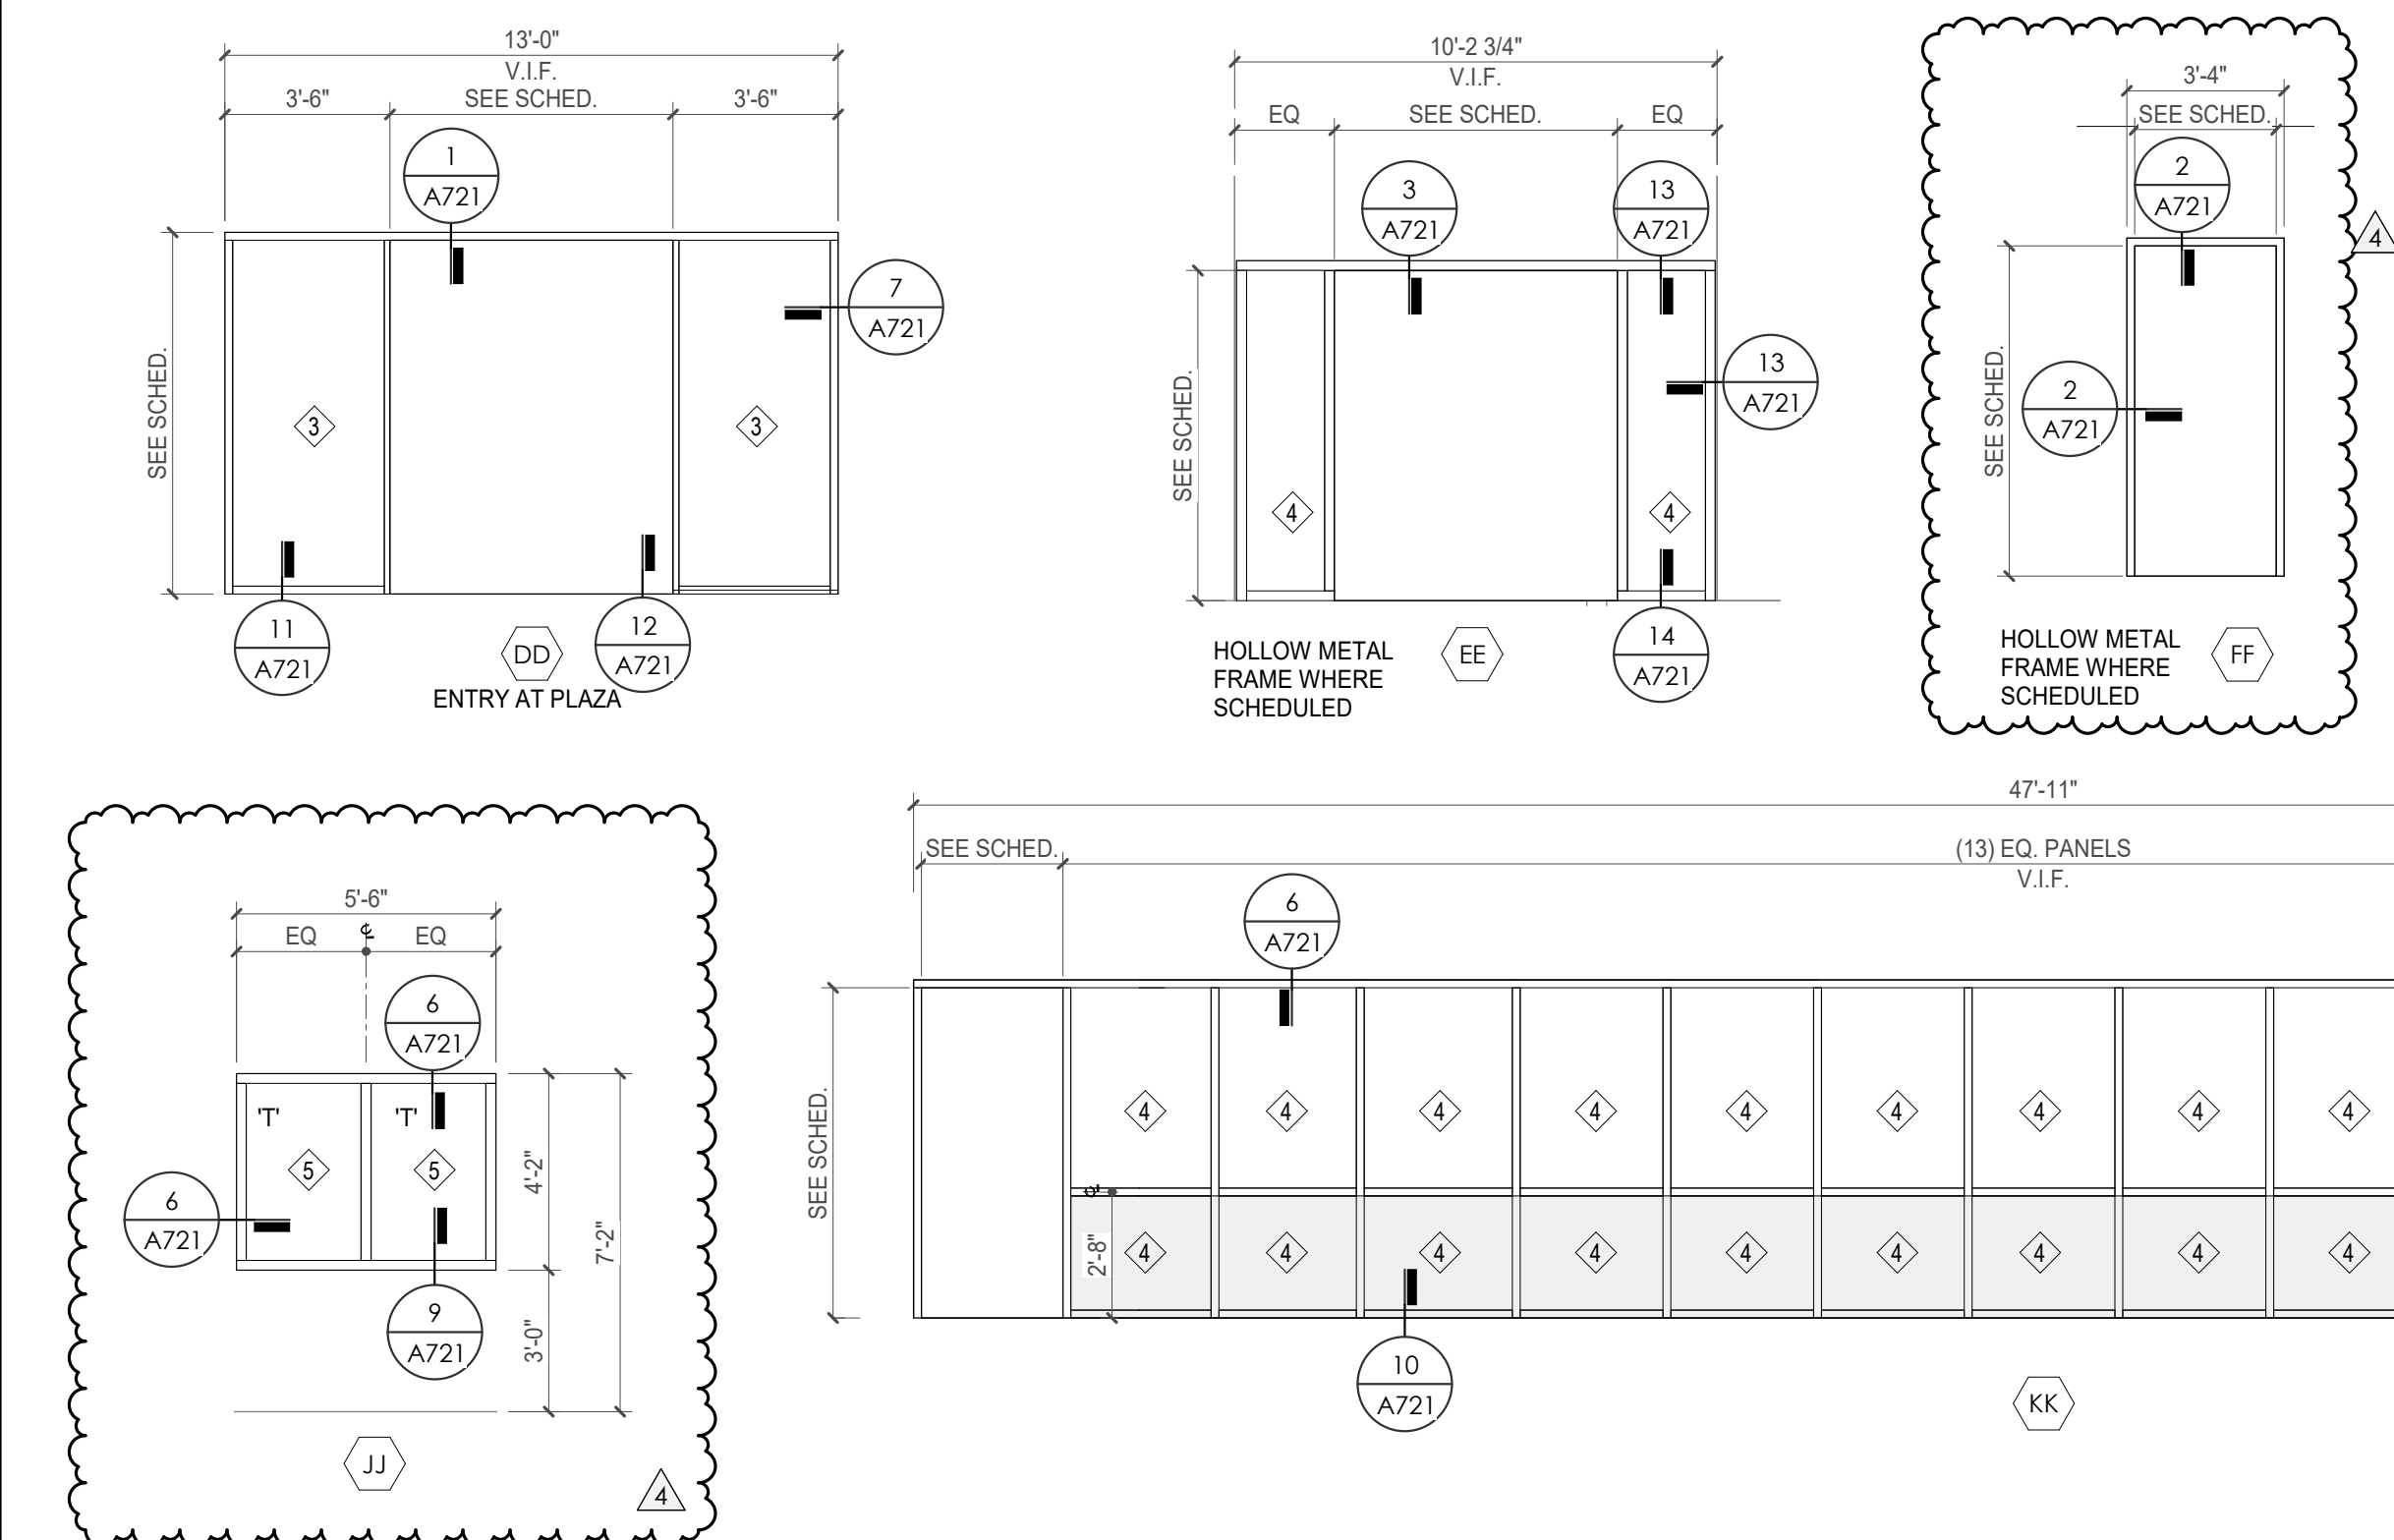 13'-0"
V.I.F.
3'-6"
SEE SCHED.
3'-6"
1
A721
7
A721
SEE SCHED.
3
3
11
A721
DD
12
A721
ENTRY AT PLAZA
10'-2 3/4"
V.I.F.
EQ
SEE SCHED.
EQ
3
A721
13
A721
13
A721
SEE SCHED.
4
4
HOLLOW METAL
FRAME WHERE
SCHEDULED
EE
14
A721
3'-4"
SEE SCHED.
2
A721
4
2
A721
SEE SCHED.
HOLLOW METAL
FRAME WHERE
SCHEDULED
FF
5'-6"
EQ
℄
EQ
6
A721
'T'
'T'
5
5
6
A721
4'-2"
7'-2"
9
A721
3'-0"
JJ
4
47'-11"
SEE SCHED.
(13) EQ. PANELS
V.I.F.
6
A721
SEE SCHED.
4
4
4
4
4
4
4
4
4
℄
2'-8"
4
4
4
4
4
4
4
4
4
10
A721
KK